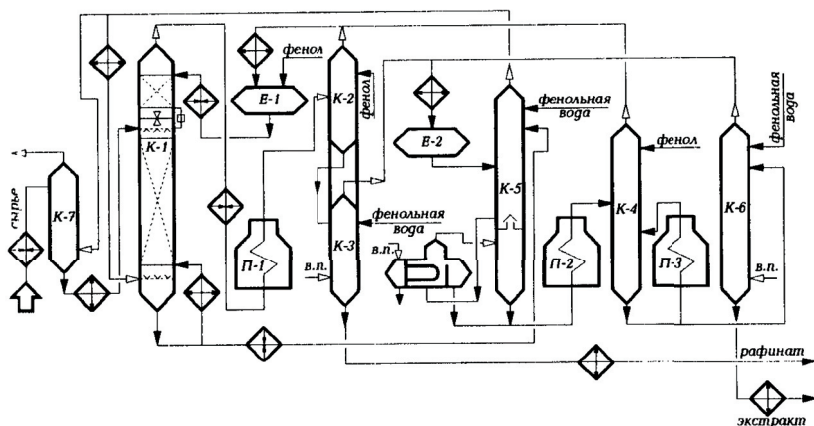 фенол
Е-1
К-2
фенол
К-1
Е-2
фенольная
вода
К-5
фенол
К-4
фенольная
вода
К-6
сырье
К-7
П-1
К-3
фенольная
вода
в.п.
в.п.
П-2
П-3
в.п.
рафинат
экстракт